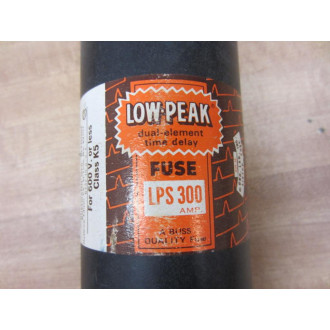 LOW-PEAK
dual-element
time delay
FUSE
LPS 300
AMP.
A BUSS
QUALITY Fuse
For 600 V. or less
Class K5